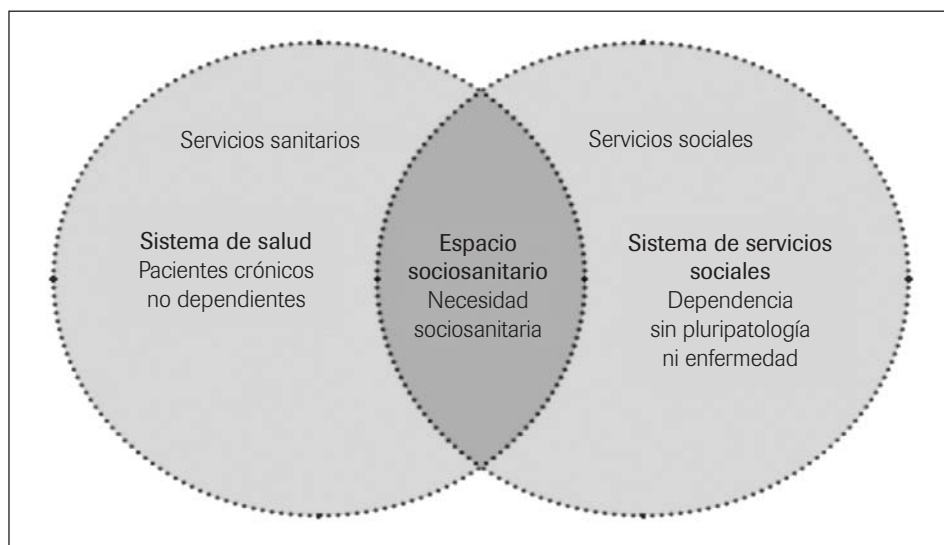 Servicios sanitarios
Servicios sociales
Sistema de salud
Pacientes crónicos
no dependientes
Espacio
sociosanitario
Necesidad
sociosanitaria
Sistema de servicios
sociales
Dependencia
sin pluripatología
ni enfermedad